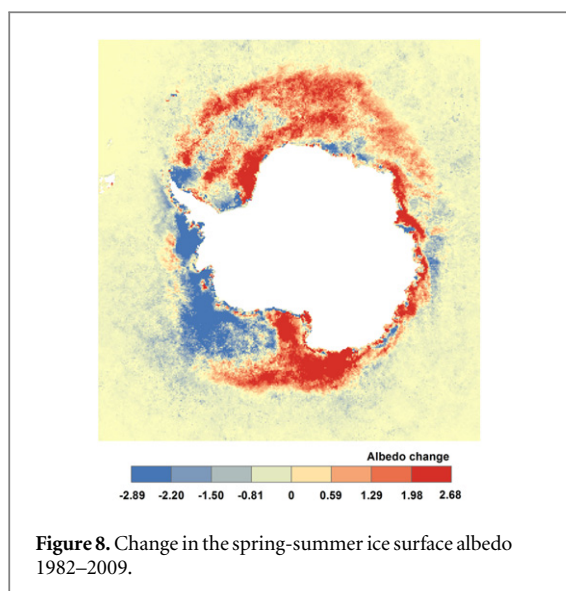 Albedo change
-2.89 -2.20 -1.50 -0.81 0 0.59 1.29 1.98 2.68
Figure 8. Change in the spring-summer ice surface albedo
1982–2009.